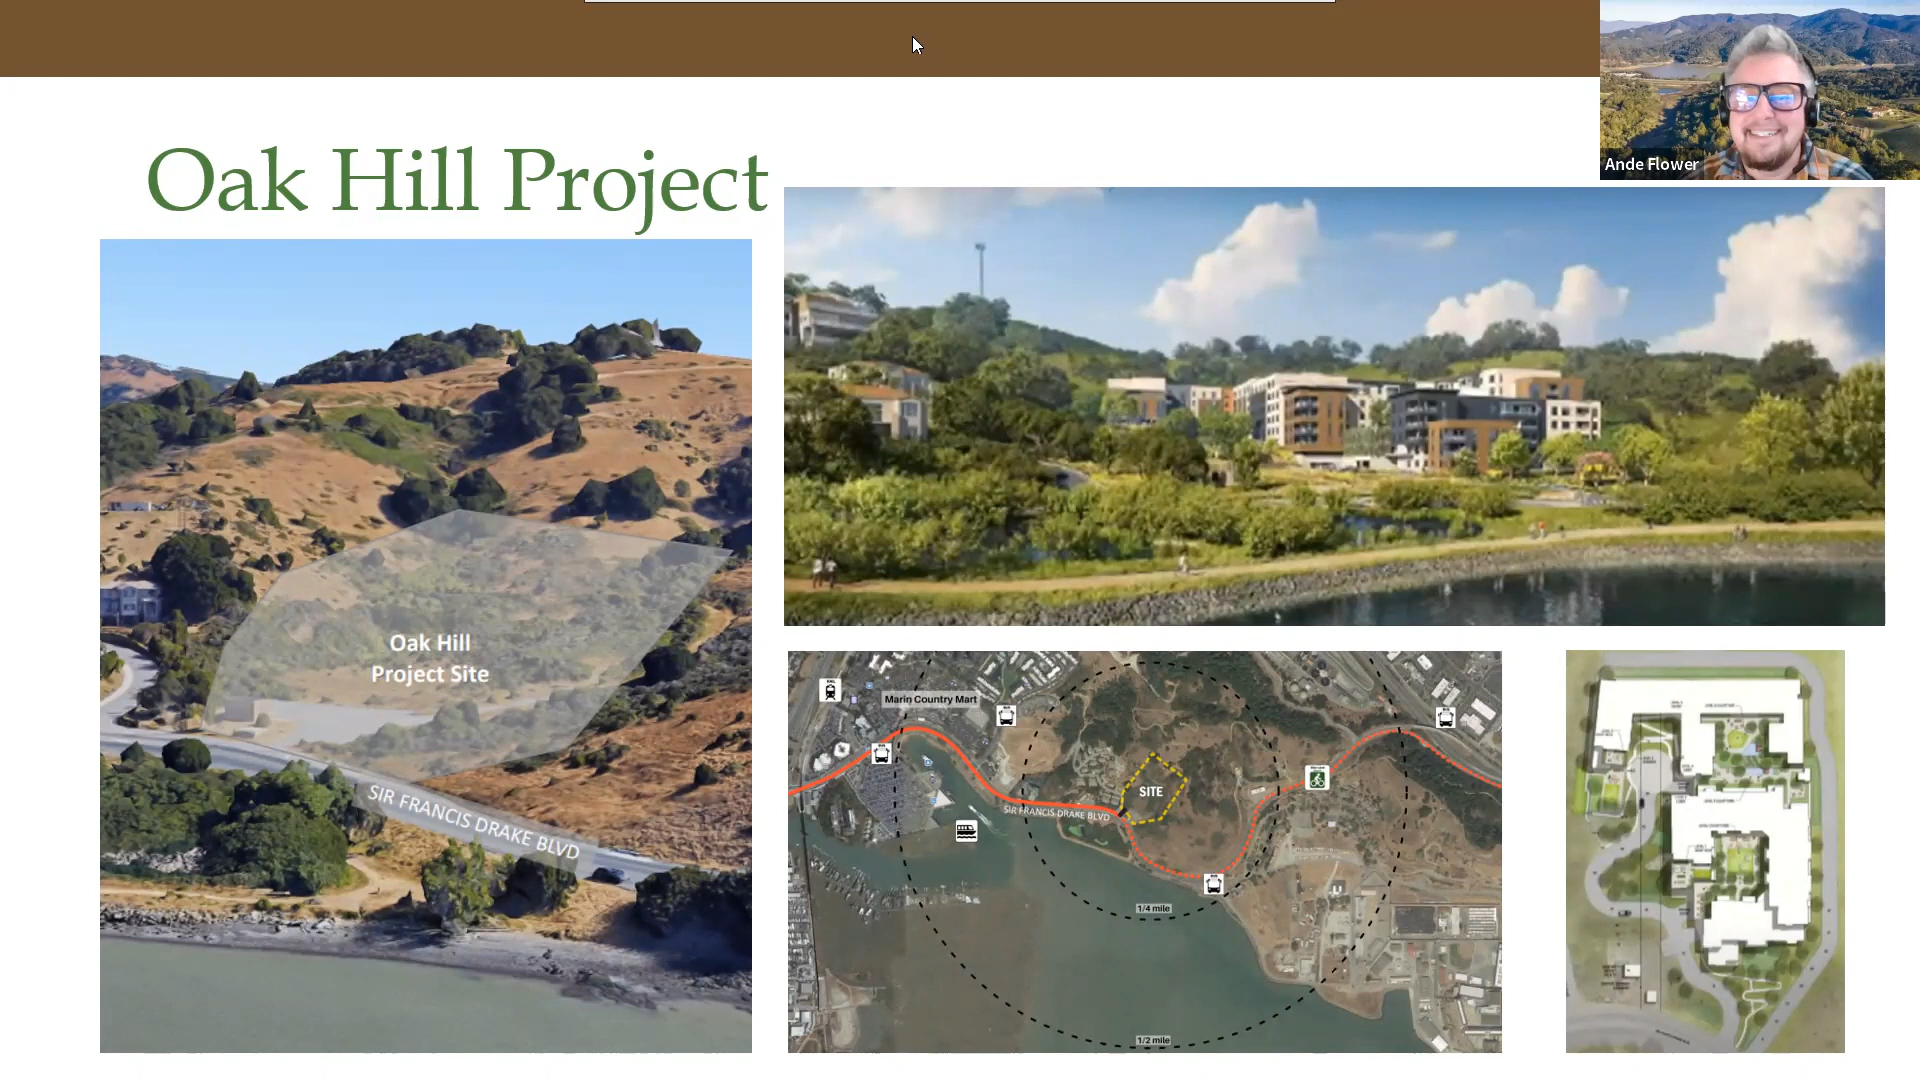 Ande Flower
Oak Hill Project
Oak Hill
Project Site
SIR FRANCIS DRAKE BLVD
Marin Country Mart
SITE
SIR FRANCIS DRAKE BLVD
1/4 mile
1/2 mile